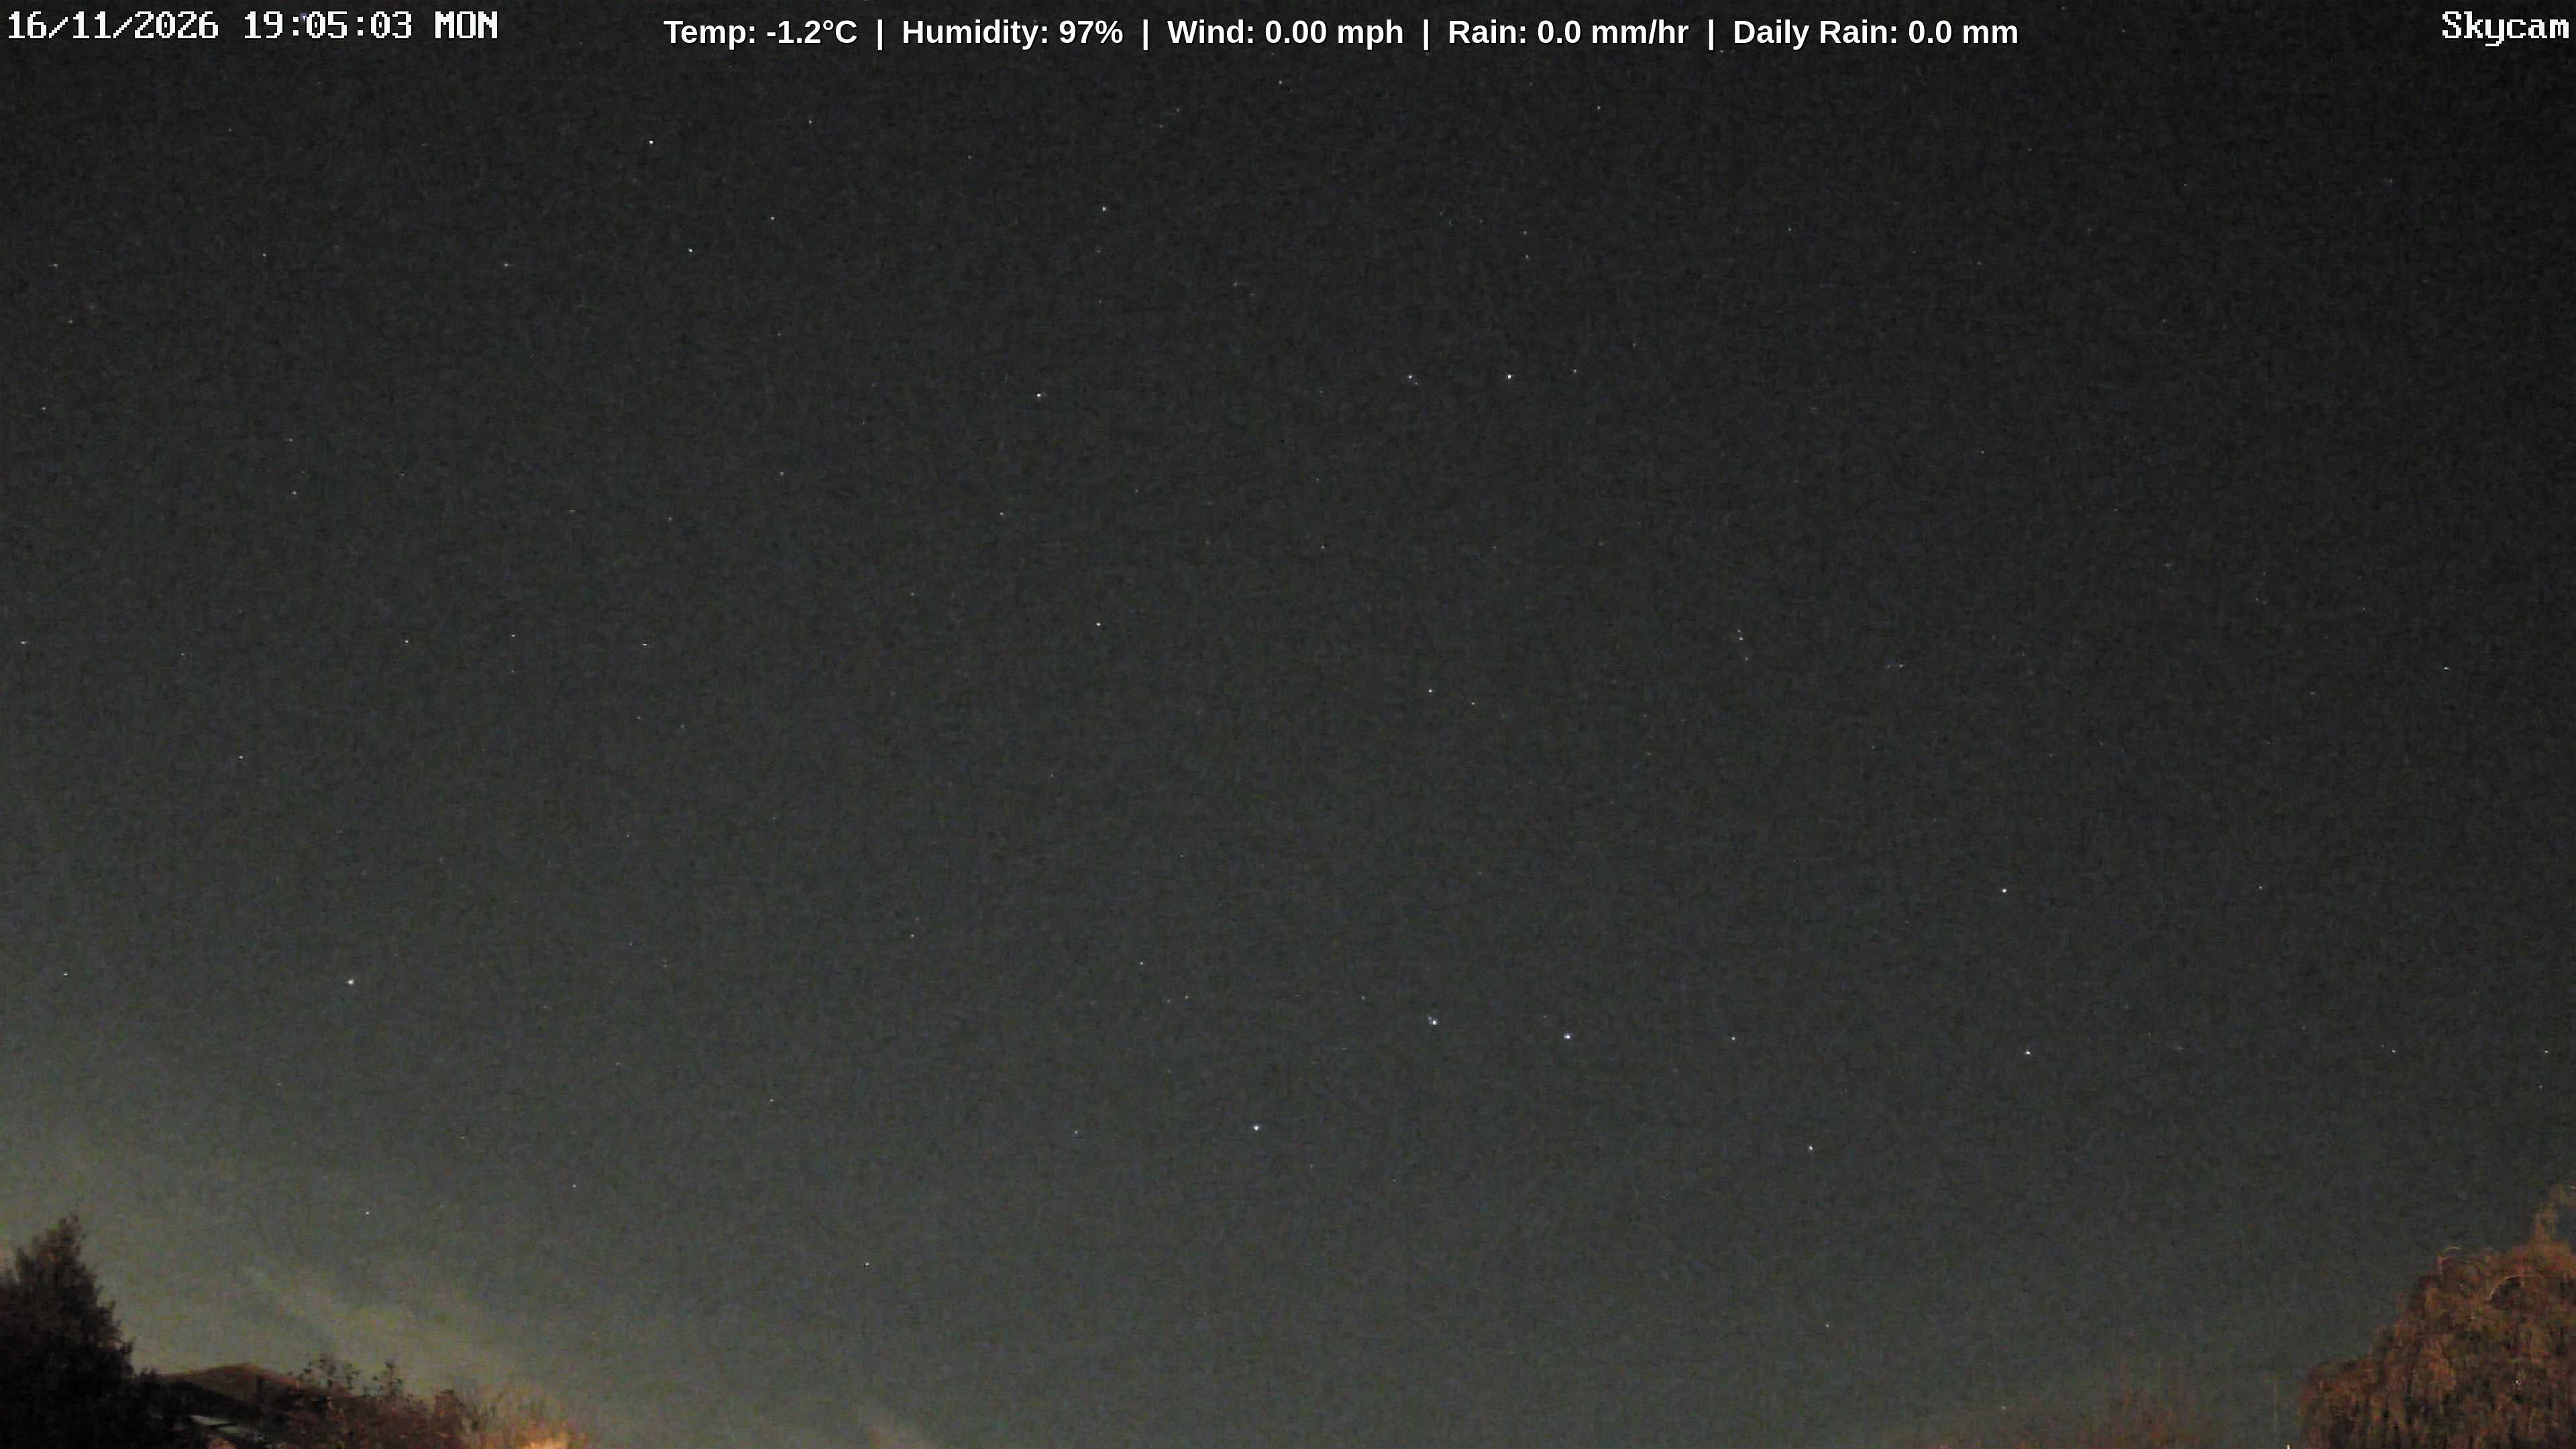 16/11/2026 19:05:03 MON
Temp: -1.2°C | Humidity: 97% | Wind: 0.00 mph | Rain: 0.0 mm/hr | Daily Rain: 0.0 mm
Skycam